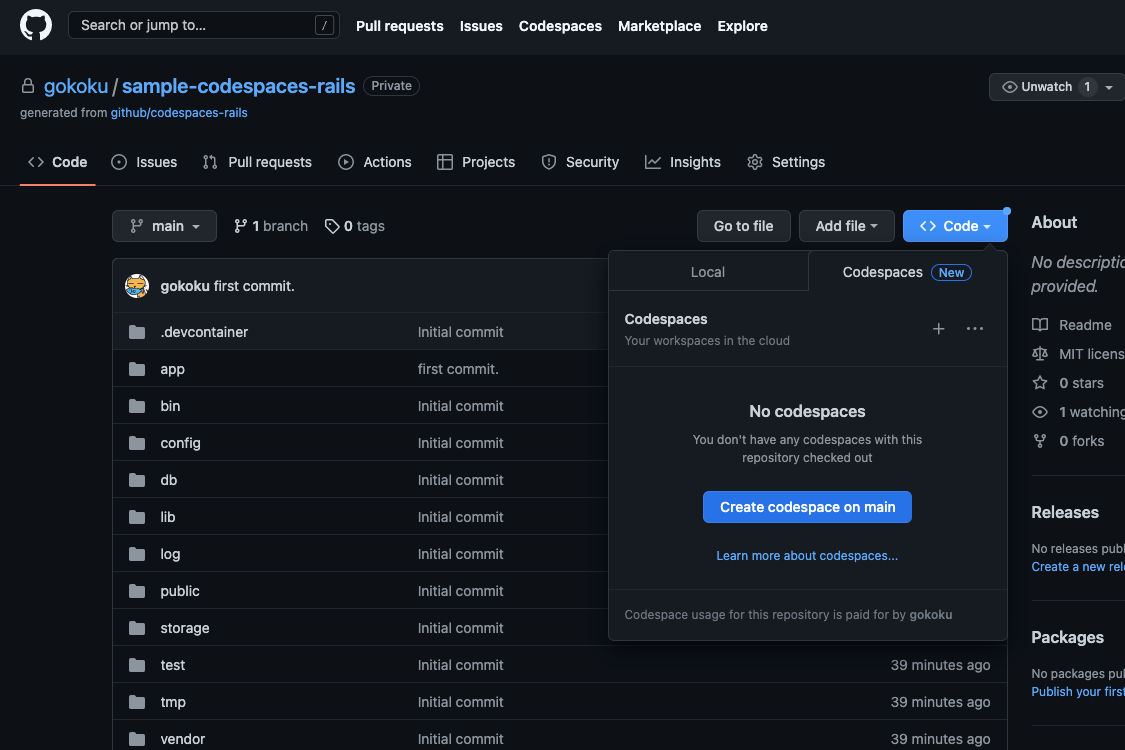 Search or jump to... /
Pull requests Issues Codespaces Marketplace Explore
gokoku / sample-codespaces-rails Private
Unwatch 1
generated from github/codespaces-rails
Code Issues Pull requests Actions Projects Security Insights Settings
main 1 branch 0 tags
Go to file Add file Code
gokoku first commit.
.devcontainer Initial commit
app first commit.
bin Initial commit
config Initial commit
db Initial commit
lib Initial commit
log Initial commit
public Initial commit
storage Initial commit
test Initial commit 39 minutes ago
tmp Initial commit 39 minutes ago
vendor Initial commit 39 minutes ago
Local Codespaces New
Codespaces
Your workspaces in the cloud
No codespaces
You don't have any codespaces with this
repository checked out
Create codespace on main
Learn more about codespaces...
Codespace usage for this repository is paid for by gokoku
About
No descriptio
provided.
Readme
MIT licens
0 stars
1 watching
0 forks
Releases
No releases publ
Create a new rele
Packages
No packages pub
Publish your first